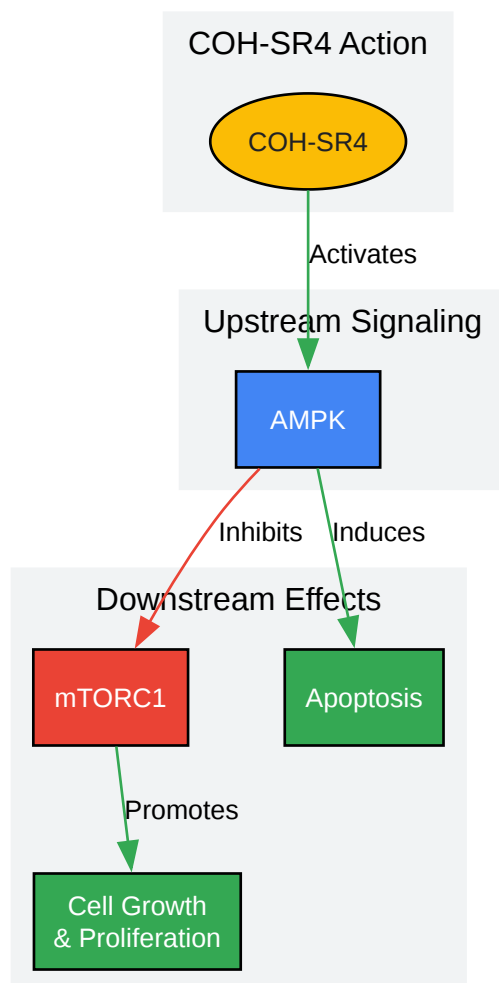 COH-SR4 Action
COH-SR4
Activates
Upstream Signaling
AMPK
Inhibits
Induces
Downstream Effects
mTORC1
Apoptosis
Promotes
Cell Growth
& Proliferation